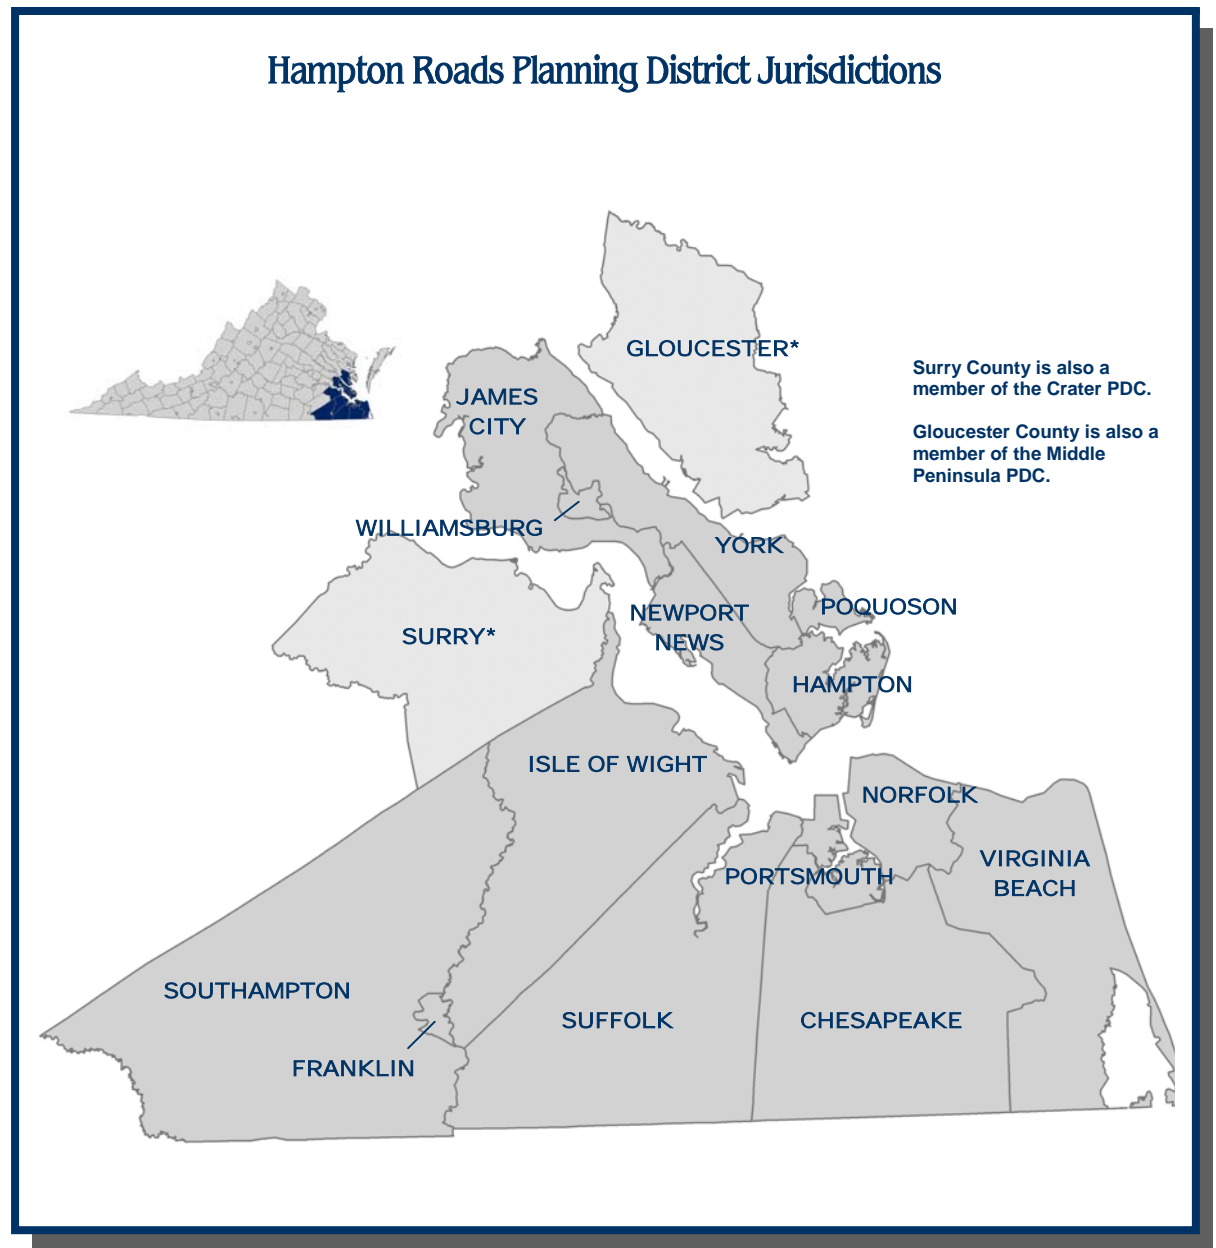 Hampton Roads Planning District Jurisdictions
GLOUCESTER*
Surry County is also a
member of the Crater PDC.
Gloucester County is also a
member of the Middle
Peninsula PDC.
JAMES
CITY
WILLIAMSBURG
YORK
POQUOSON
NEWPORT
NEWS
SURRY*
HAMPTON
ISLE OF WIGHT
NORFOLK
VIRGINIA
BEACH
PORTSMOUTH
SOUTHAMPTON
SUFFOLK
CHESAPEAKE
FRANKLIN